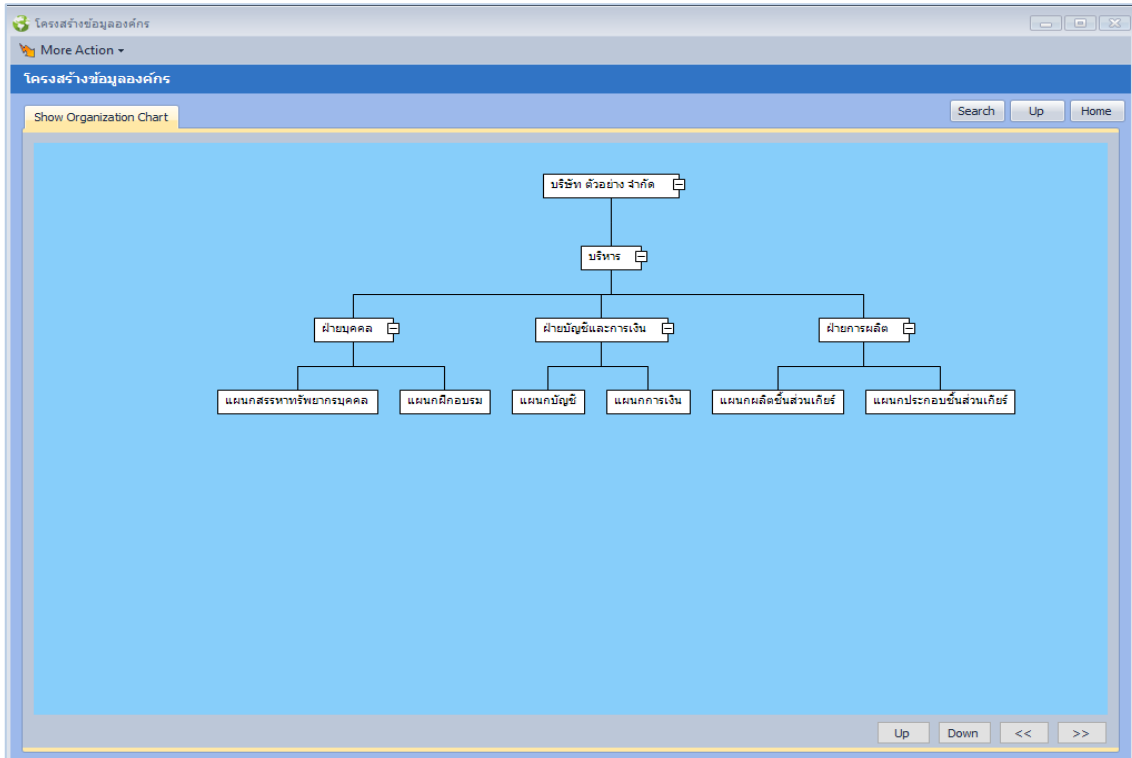 โครงสร้างข้อมูลองค์กร
More Action
โครงสร้างข้อมูลองค์กร
Show Organization Chart
Search Up Home
บริษัท ตัวอย่าง จำกัด
บริหาร
ฝ่ายบุคคล ฝ่ายบัญชีและการเงิน ฝ่ายการผลิต
แผนกสรรหาทรัพยากรบุคคล แผนกฝึกอบรม แผนกบัญชี แผนกการเงิน แผนกผลิตชิ้นส่วนเกียร์ แผนกประกอบชิ้นส่วนเกียร์
Up Down << >>